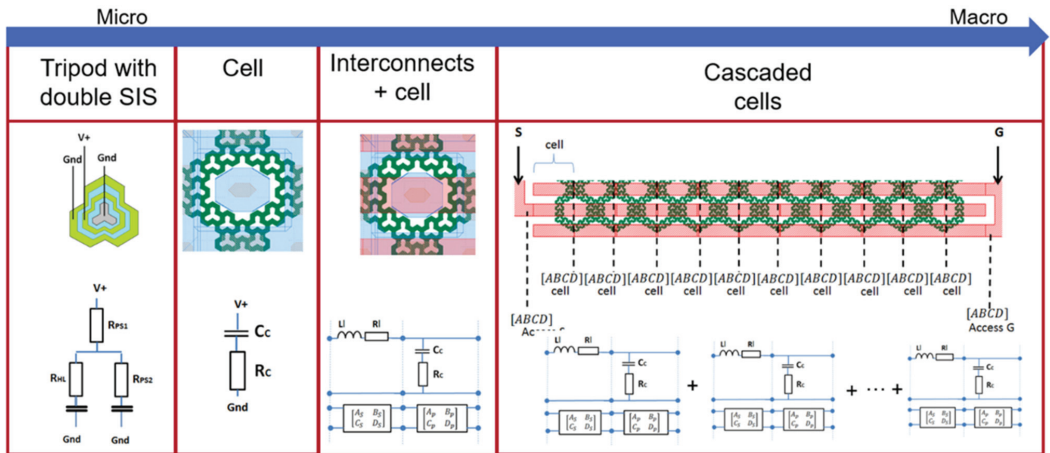 Micro
Macro
Tripod with
double SIS
Cell
Interconnects
+ cell
Cascaded
cells
V+
Gnd
Gnd
V+
R_PS1
R_HL
R_PS2
Gnd
Gnd
V+
C_C
R_C
Gnd
Ll
Rl
C_C
R_C
[A_S B_S
C_S D_S]
[A_p B_p
C_p D_p]
S
G
cell
[ABCD][ABCD][ABCD] [ABCD] [ABCD] [ABCD] [ABCD] [ABCD] [ABCD] [ABCD]
cell cell cell cell cell cell cell cell cell cell
[ABCD]
[ABCD]
Access G
Ll
Rl
C_C
R_C
[A_S B_S
C_S D_S]
[A_p B_p
C_p D_p]
+
Ll
Rl
C_C
R_C
[A_S B_S
C_S D_S]
[A_p B_p
C_p D_p]
+ ··· +
Ll
Rl
C_C
R_C
[A_S B_S
C_S D_S]
[A_p B_p
C_p D_p]